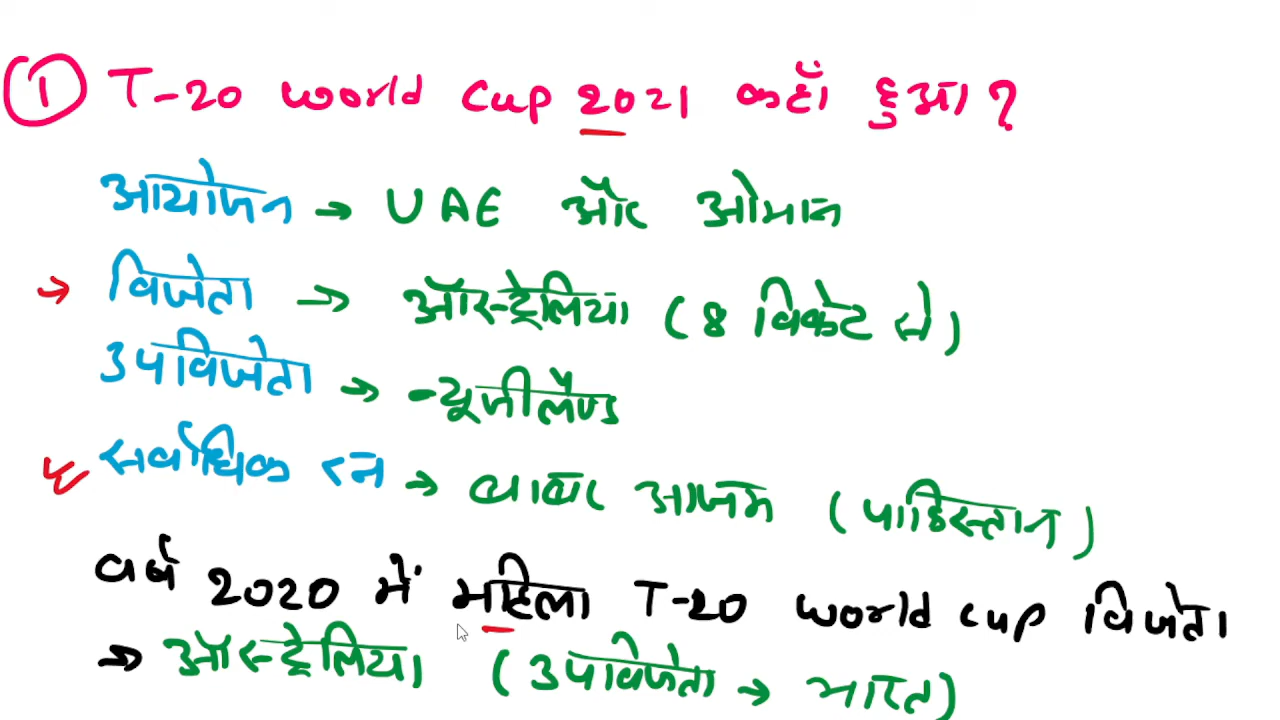 ① T-20 world cup 2021 कहाँ हुआ?
आयोजन → UAE और ओमान
→ विजेता → ऑस्ट्रेलिया (8 विकेट से)
उपविजेता → न्यूजीलैण्ड
सर्वाधिक रन → बाबर आजम (पाकिस्तान)
वर्ष 2020 में महिला T-20 world cup विजेता
→ ऑस्ट्रेलिया (उपविजेता → भारत)